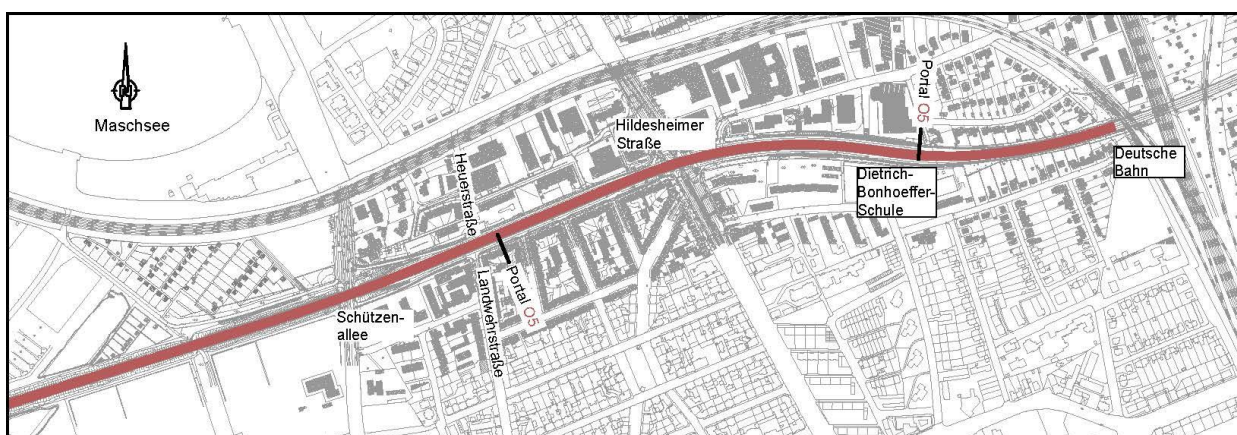 Maschsee
Heuerstraße
Hildesheimer
Straße
Portal O5
Deutsche
Bahn
Dietrich-
Bonhoeffer-
Schule
Portal O5
Landwehrstraße
Schützen-
allee